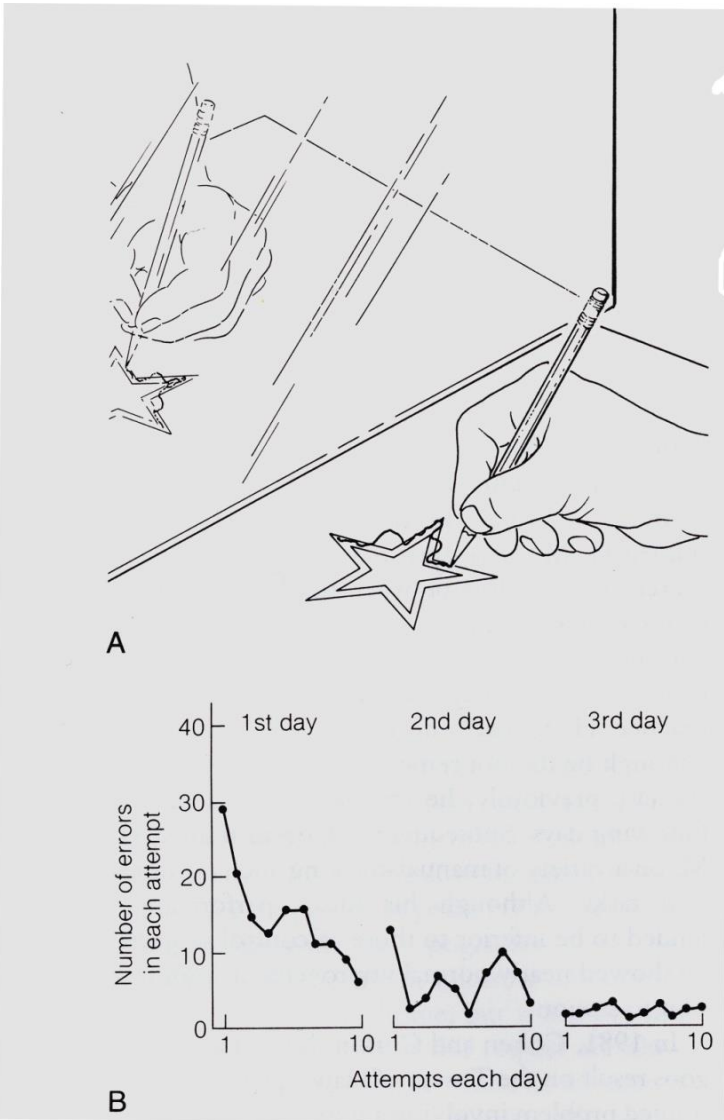 A
40
1st day
2nd day
3rd day
30
20
10
0
Number of errors
in each attempt
1 10 1 10 1 10
Attempts each day
B